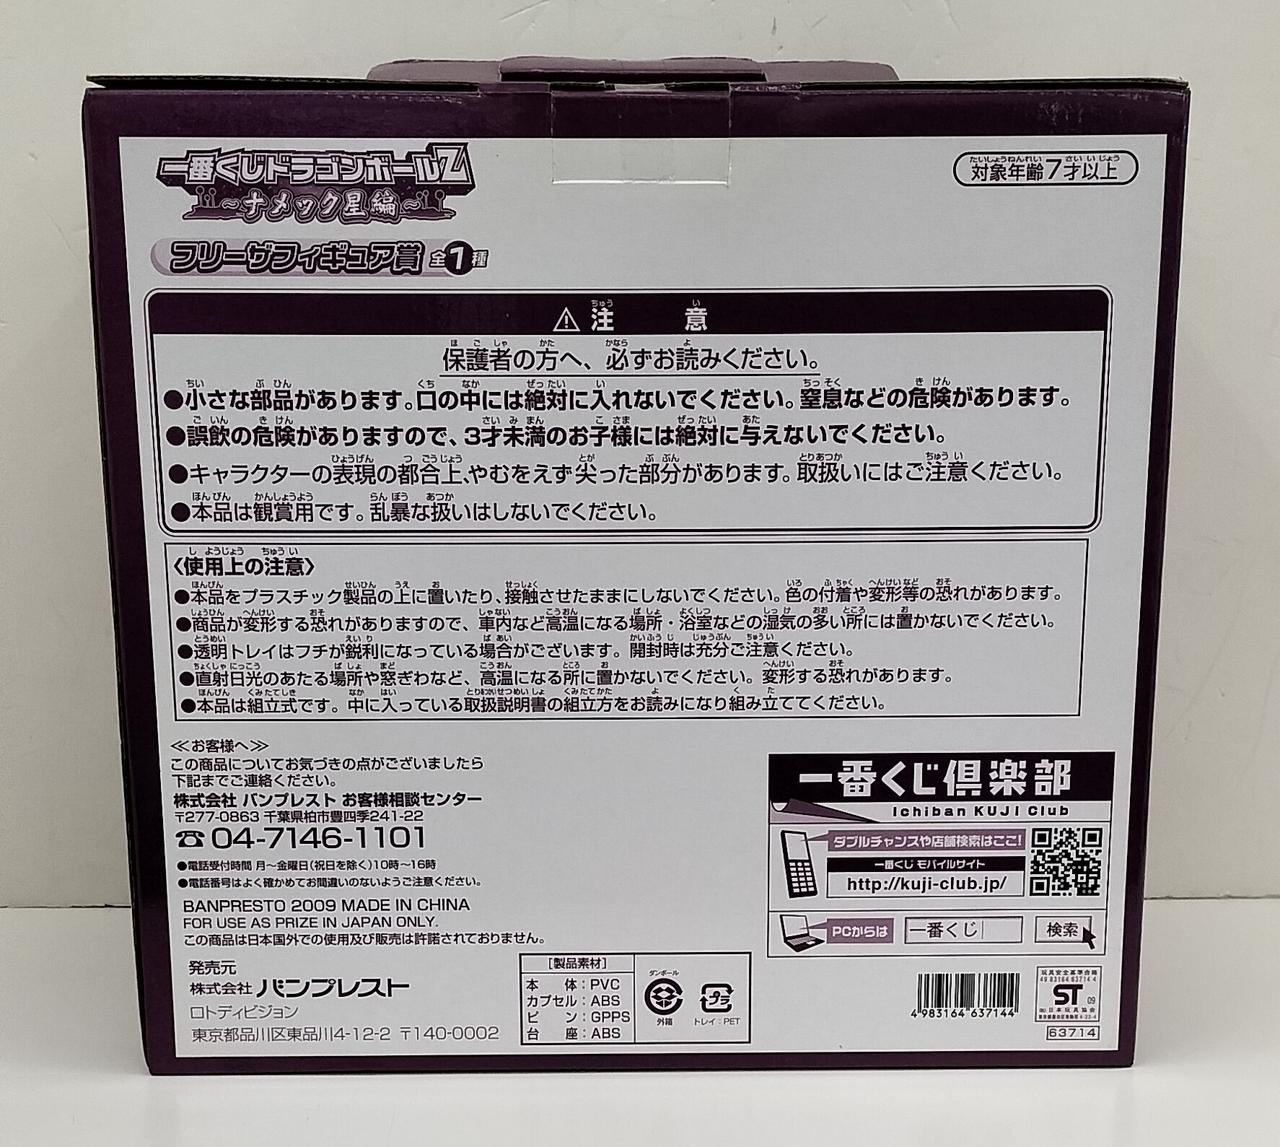 一番くじドラゴンボールZ
～ナメック星編～
フリーザフィギュア賞 全1種
対象年齢7才以上
⚠注意
保護者の方へ、必ずお読みください。
●小さな部品があります。口の中には絶対に入れないでください。窒息などの危険があります。
●誤飲の危険がありますので、3才未満のお子様には絶対に与えないでください。
●キャラクターの表現の都合上、やむをえず尖った部分があります。取扱いにはご注意ください。
●本品は観賞用です。乱暴な扱いはしないでください。
〈使用上の注意〉
●本品をプラスチック製品の上に置いたり、接触させたままにしないでください。色の付着や変形等の恐れがあります。
●商品が変形する恐れがありますので、車内など高温になる場所・浴室などの湿気の多い所には置かないでください。
●透明トレイはフチが鋭利になっている場合がございます。開封時は充分ご注意ください。
●直射日光のあたる場所や窓ぎわなど、高温になる所に置かないでください。変形する恐れがあります。
●本品は組立式です。中に入っている取扱説明書の組立方をお読みになり組み立ててください。
≪お客様へ≫
この商品についてお気づきの点がございましたら
下記までご連絡ください。
株式会社 バンプレスト お客様相談センター
〒277-0863 千葉県柏市豊四季241-22
☎04-7146-1101
●電話受付時間 月～金曜日(祝日を除く)10時～16時
●電話番号はよく確かめてお間違いのないようご注意ください。
BANPRESTO 2009 MADE IN CHINA
FOR USE AS PRIZE IN JAPAN ONLY.
この商品は日本国外での使用及び販売は許諾されておりません。
発売元
株式会社 バンプレスト
ロトディビジョン
東京都品川区東品川4-12-2 〒140-0002
［製品素材］
本体：PVC
カプセル：ABS
ピン：GPPS
台座：ABS
ダンボール
外箱
プラ
トレイ：PET
一番くじ倶楽部
Ichiban KUJI Club
ダブルチャンスや店舗検索はここ!
一番くじ モバイルサイト
http://kuji-club.jp/
PCからは 一番くじ 検索
4 983164 637144
玩具安全基準合格
49 83164 63714 4
ST 09
(社)日本玩具協会
63714